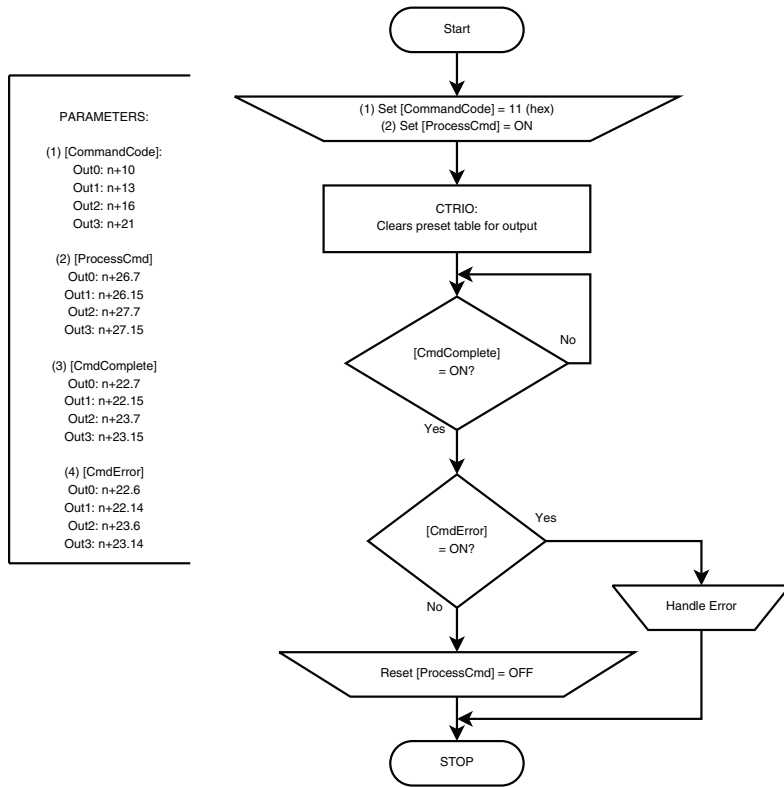 Start
(1) Set [CommandCode] = 11 (hex)
(2) Set [ProcessCmd] = ON
PARAMETERS:
(1) [CommandCode]:
Out0: n+10
Out1: n+13
Out2: n+16
Out3: n+21
(2) [ProcessCmd]
Out0: n+26.7
Out1: n+26.15
Out2: n+27.7
Out3: n+27.15
(3) [CmdComplete]
Out0: n+22.7
Out1: n+22.15
Out2: n+23.7
Out3: n+23.15
(4) [CmdError]
Out0: n+22.6
Out1: n+22.14
Out2: n+23.6
Out3: n+23.14
CTRIO:
Clears preset table for output
[CmdComplete]
= ON?
No
Yes
[CmdError]
= ON?
Yes
No
Handle Error
Reset [ProcessCmd] = OFF
STOP